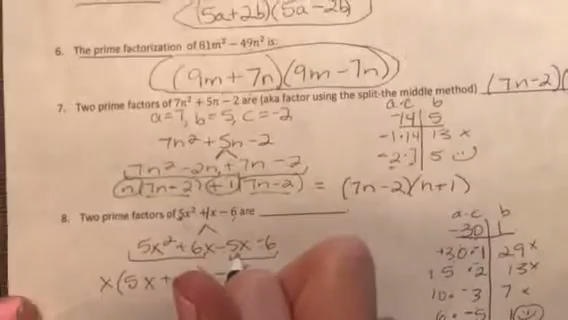 (5a+2b)(5a-2b)
6. The prime factorization of 81m² – 49n² is:
(9m+7n)(9m-7n)
7. Two prime factors of 7n² + 5n – 2 are (aka factor using the split-the middle method) (7n-2)(
a=7, b=5, c=-2
a·c b
-14 5
7n²+5n-2
-1·14 13 x
-2·7 5
7n²-2n+7n-2
n(7n-2)+1(7n-2) = (7n-2)(n+1)
8. Two prime factors of 5x² + x – 6 are
a·c b
-30 1
5x²+6x-5x-6
+30·-1 29x
15·-2 13x
x(5x+
10·-3 7x
6·-5 1